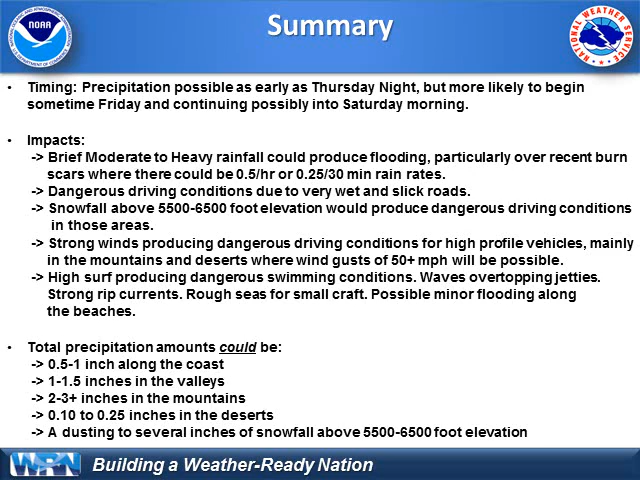 Summary
NOAA
NATIONAL WEATHER SERVICE
• Timing: Precipitation possible as early as Thursday Night, but more likely to begin
sometime Friday and continuing possibly into Saturday morning.
• Impacts:
-> Brief Moderate to Heavy rainfall could produce flooding, particularly over recent burn
scars where there could be 0.5/hr or 0.25/30 min rain rates.
-> Dangerous driving conditions due to very wet and slick roads.
-> Snowfall above 5500-6500 foot elevation would produce dangerous driving conditions
in those areas.
-> Strong winds producing dangerous driving conditions for high profile vehicles, mainly
in the mountains and deserts where wind gusts of 50+ mph will be possible.
-> High surf producing dangerous swimming conditions. Waves overtopping jetties.
Strong rip currents. Rough seas for small craft. Possible minor flooding along
the beaches.
• Total precipitation amounts could be:
-> 0.5-1 inch along the coast
-> 1-1.5 inches in the valleys
-> 2-3+ inches in the mountains
-> 0.10 to 0.25 inches in the deserts
-> A dusting to several inches of snowfall above 5500-6500 foot elevation
WRN
Building a Weather-Ready Nation